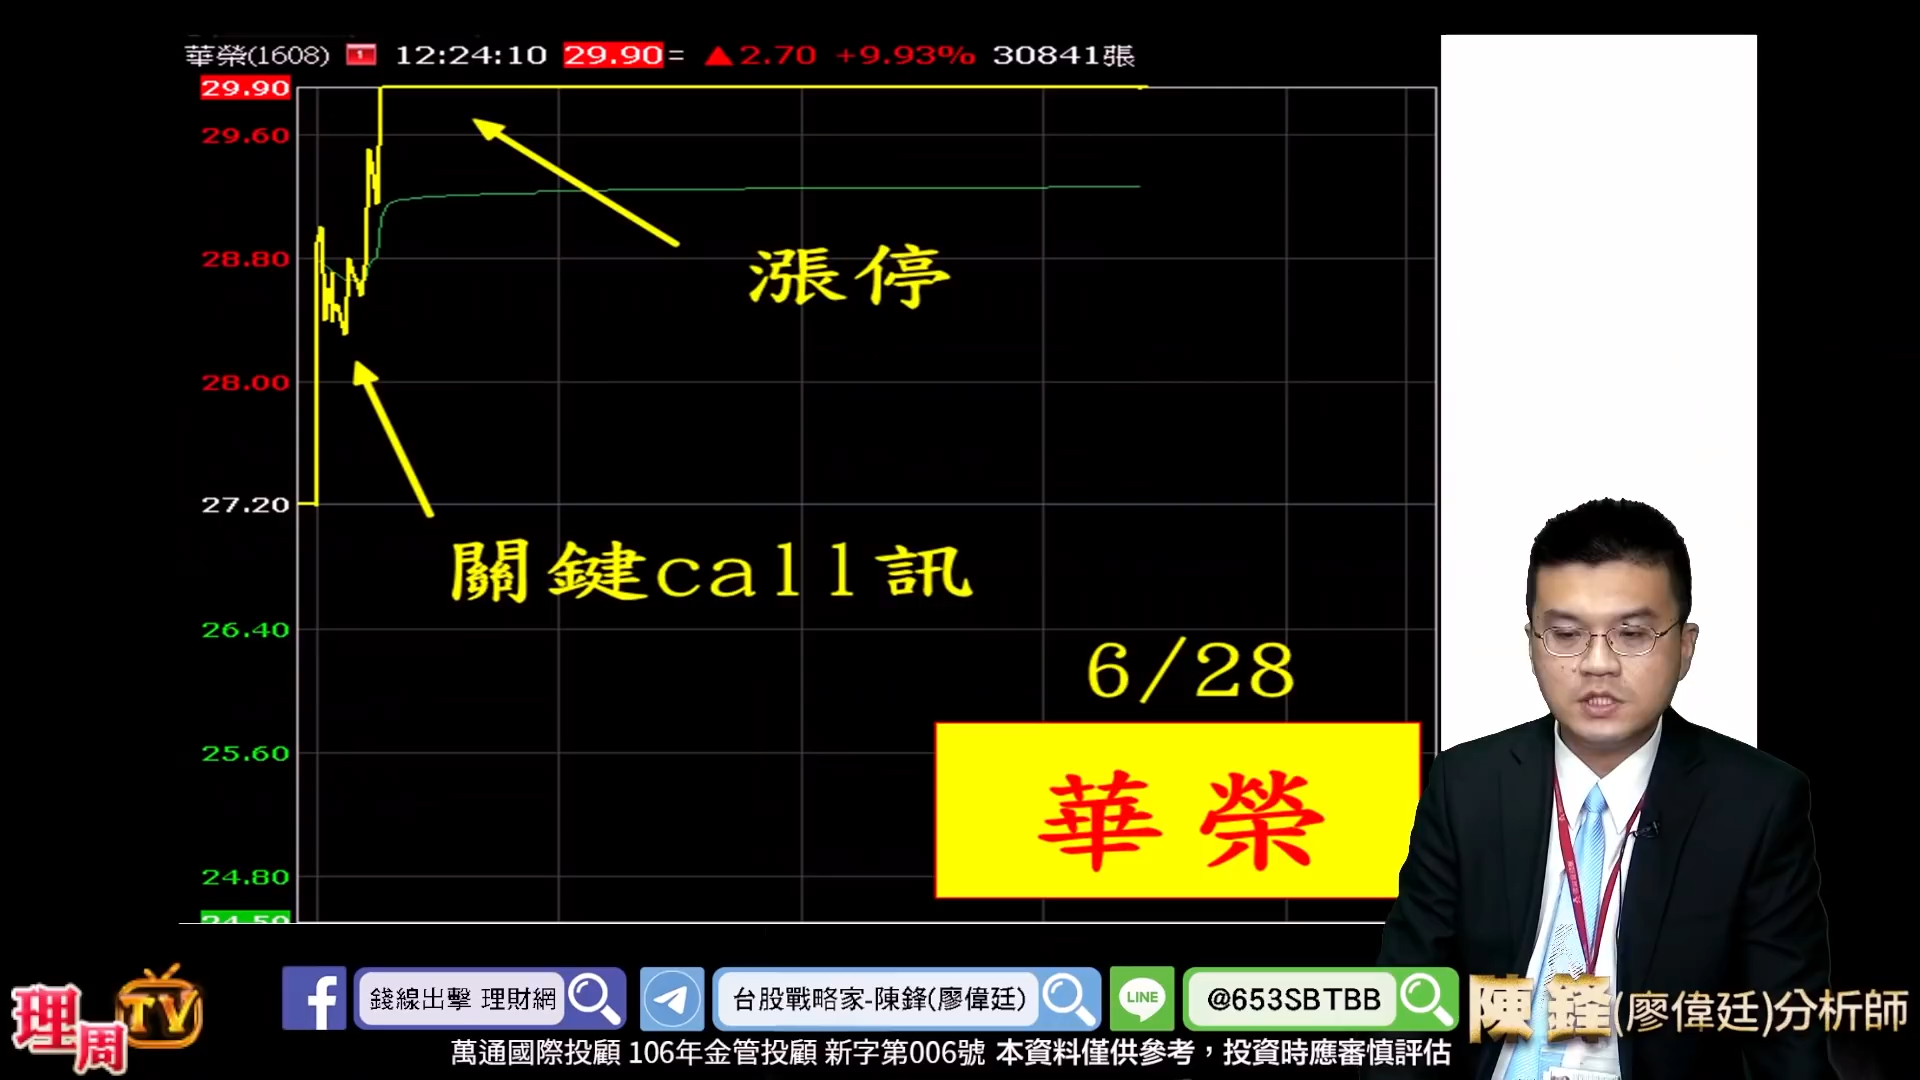 華榮(1608) 1 12:24:10 29.90= ▲2.70 +9.93% 30841張
29.90
29.60
28.80
漲停
28.00
27.20
關鍵call訊
26.40
6/28
25.60
華榮
24.80
24.50
理周TV
f 錢線出擊 理財網
台股戰略家-陳鋒(廖偉廷)
LINE @653SBTBB
陳鋒(廖偉廷)分析師
萬通國際投顧 106年金管投顧 新字第006號 本資料僅供參考，投資時應審慎評估